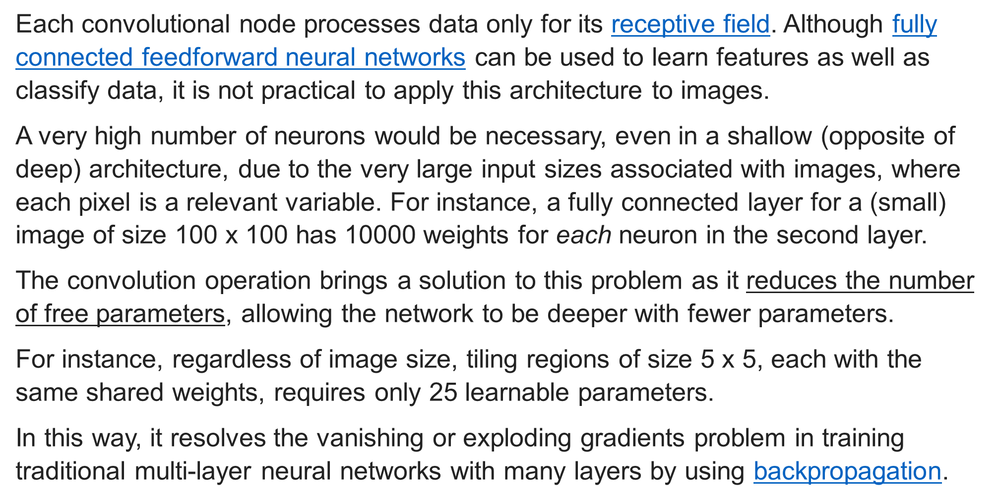 Each convolutional node processes data only for its receptive field. Although fully
connected feedforward neural networks can be used to learn features as well as
classify data, it is not practical to apply this architecture to images.
A very high number of neurons would be necessary, even in a shallow (opposite of
deep) architecture, due to the very large input sizes associated with images, where
each pixel is a relevant variable. For instance, a fully connected layer for a (small)
image of size 100 x 100 has 10000 weights for each neuron in the second layer.
The convolution operation brings a solution to this problem as it reduces the number
of free parameters, allowing the network to be deeper with fewer parameters.
For instance, regardless of image size, tiling regions of size 5 x 5, each with the
same shared weights, requires only 25 learnable parameters.
In this way, it resolves the vanishing or exploding gradients problem in training
traditional multi-layer neural networks with many layers by using backpropagation.